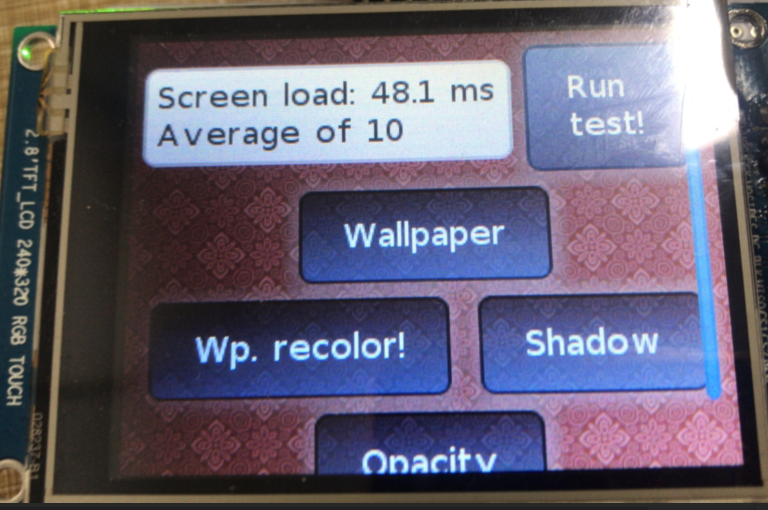 Screen load: 48.1 ms
Average of 10
Run
test!
Wallpaper
Wp. recolor!
Shadow
Opacity
2.8'TFT_LCD 240*320 RGB TOUCH